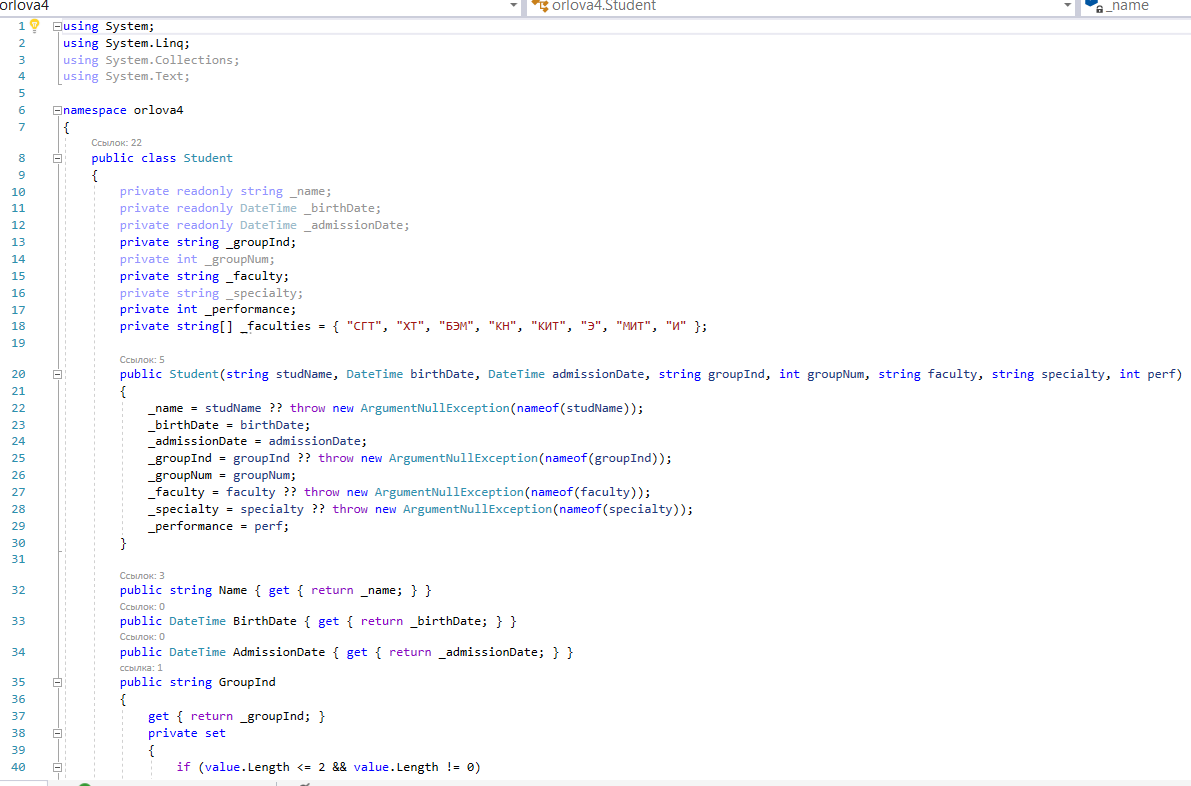 orlova4 orlova4.Student _name
1 using System;
2 using System.Linq;
3 using System.Collections;
4 using System.Text;
5
6 namespace orlova4
7 {
Ссылок: 22
8 public class Student
9 {
10 private readonly string _name;
11 private readonly DateTime _birthDate;
12 private readonly DateTime _admissionDate;
13 private string _groupInd;
14 private int _groupNum;
15 private string _faculty;
16 private string _specialty;
17 private int _performance;
18 private string[] _faculties = { "СГТ", "ХТ", "БЭМ", "КН", "КИТ", "Э", "МИТ", "И" };
19
Ссылок: 5
20 public Student(string studName, DateTime birthDate, DateTime admissionDate, string groupInd, int groupNum, string faculty, string specialty, int perf)
21 {
22 _name = studName ?? throw new ArgumentNullException(nameof(studName));
23 _birthDate = birthDate;
24 _admissionDate = admissionDate;
25 _groupInd = groupInd ?? throw new ArgumentNullException(nameof(groupInd));
26 _groupNum = groupNum;
27 _faculty = faculty ?? throw new ArgumentNullException(nameof(faculty));
28 _specialty = specialty ?? throw new ArgumentNullException(nameof(specialty));
29 _performance = perf;
30 }
31
Ссылок: 3
32 public string Name { get { return _name; } }
Ссылок: 0
33 public DateTime BirthDate { get { return _birthDate; } }
Ссылок: 0
34 public DateTime AdmissionDate { get { return _admissionDate; } }
ссылка: 1
35 public string GroupInd
36 {
37 get { return _groupInd; }
38 private set
39 {
40 if (value.Length <= 2 && value.Length != 0)